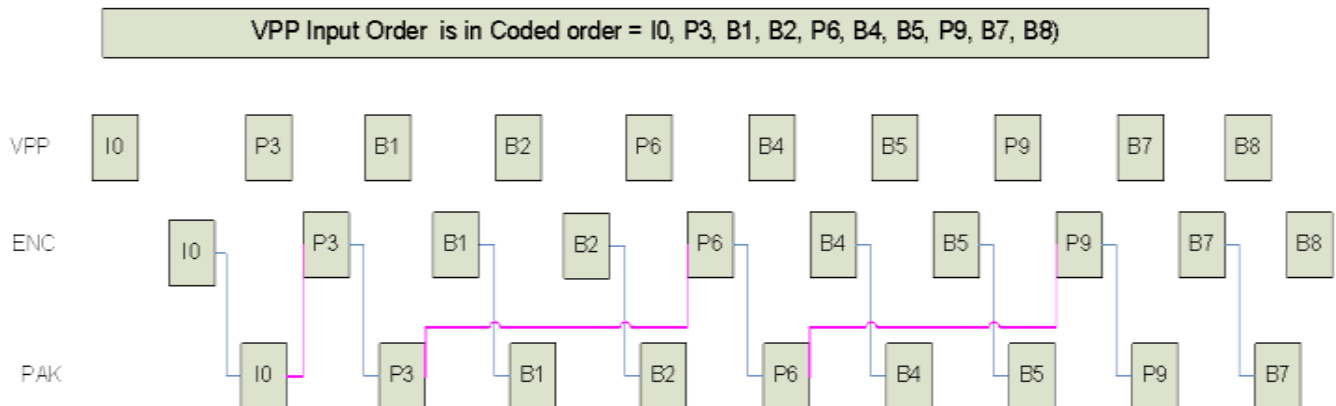 VPP Input Order is in Coded order = I0, P3, B1, B2, P6, B4, B5, P9, B7, B8)
VPP I0 P3 B1 B2 P6 B4 B5 P9 B7 B8
ENC I0 P3 B1 B2 P6 B4 B5 P9 B7 B8
PAK I0 P3 B1 B2 P6 B4 B5 P9 B7